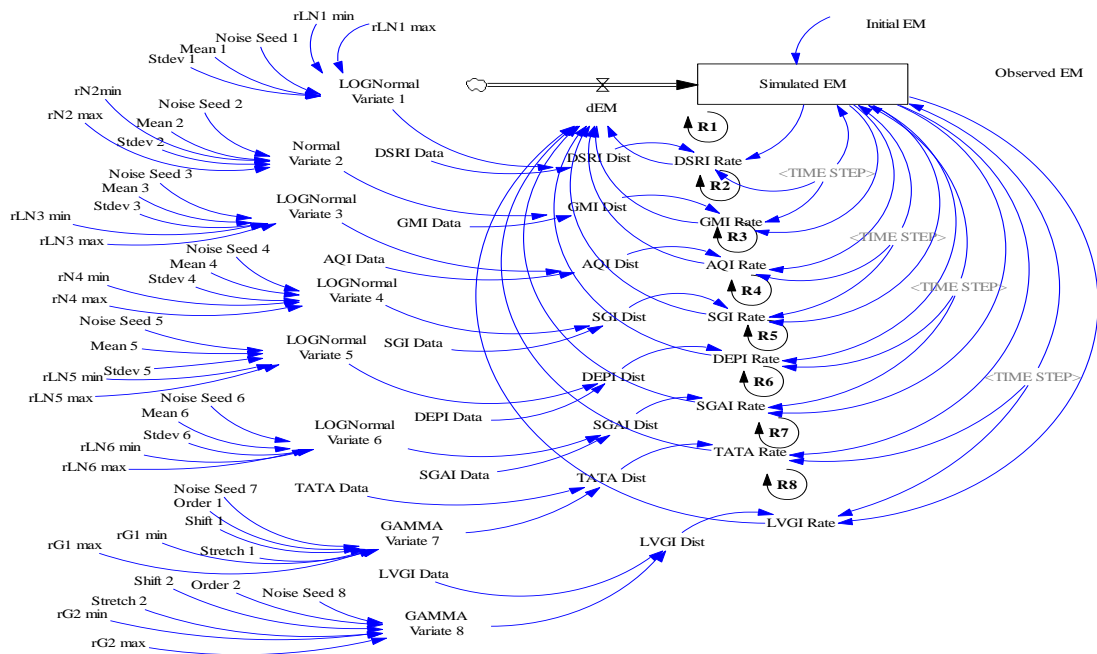 rLN1 min
rLN1 max
Noise Seed 1
Mean 1
Stdev 1
LOGNormal
Variate 1
Initial EM
Simulated EM
Observed EM
dEM
R1
rN2min
Noise Seed 2
rN2 max
Mean 2
Stdev 2
Normal
Variate 2
DSRI Data
DSRI Dist
DSRI Rate
<TIME STEP>
R2
Noise Seed 3
Mean 3
Stdev 3
rLN3 min
rLN3 max
LOGNormal
Variate 3
GMI Data
GMI Dist
GMI Rate
R3
<TIME STEP>
Noise Seed 4
Mean 4
rN4 min
Stdev 4
rN4 max
LOGNormal
Variate 4
AQI Data
AQI Dist
AQI Rate
R4
<TIME STEP>
Noise Seed 5
Mean 5
Stdev 5
rLN5 min
rLN5 max
LOGNormal
Variate 5
SGI Data
SGI Dist
SGI Rate
R5
DEPI Rate
<TIME STEP>
R6
DEPI Dist
DEPI Data
Noise Seed 6
Mean 6
Stdev 6
rLN6 min
rLN6 max
LOGNormal
Variate 6
SGAI Data
SGAI Dist
SGAI Rate
R7
TATA Rate
TATA Data
TATA Dist
R8
Noise Seed 7
Order 1
Shift 1
rG1 min
rG1 max
Stretch 1
GAMMA
Variate 7
LVGI Rate
LVGI Dist
LVGI Data
Shift 2
Order 2
Noise Seed 8
Stretch 2
rG2 min
rG2 max
GAMMA
Variate 8